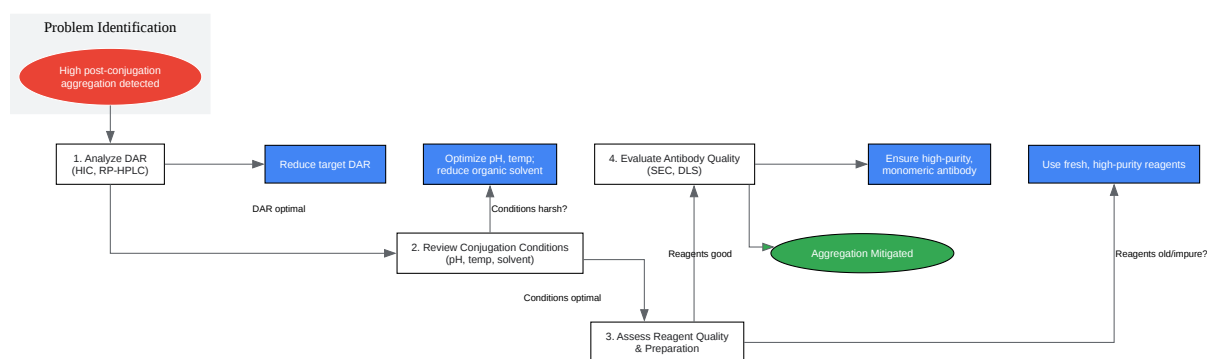 Problem Identification
High post-conjugation
aggregation detected
1. Analyze DAR
(HIC, RP-HPLC)
Reduce target DAR
Optimize pH, temp;
reduce organic solvent
4. Evaluate Antibody Quality
(SEC, DLS)
Ensure high-purity,
monomeric antibody
Use fresh, high-purity reagents
DAR optimal
Conditions harsh?
2. Review Conjugation Conditions
(pH, temp, solvent)
Reagents good
Aggregation Mitigated
Reagents old/impure?
Conditions optimal
3. Assess Reagent Quality
& Preparation